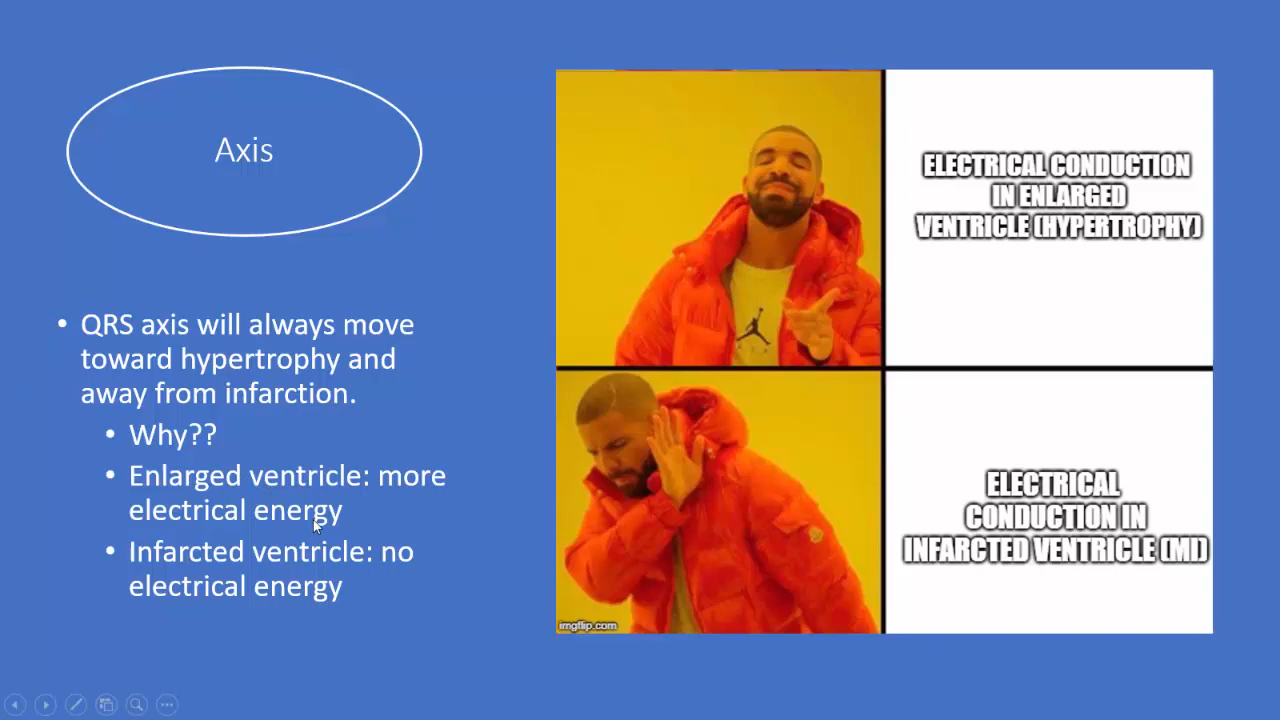 Axis
• QRS axis will always move
toward hypertrophy and
away from infarction.
• Why??
• Enlarged ventricle: more
electrical energy
• Infarcted ventricle: no
electrical energy
ELECTRICAL CONDUCTION
IN ENLARGED
VENTRICLE (HYPERTROPHY)
ELECTRICAL
CONDUCTION IN
INFARCTED VENTRICLE (MI)
imgflip.com